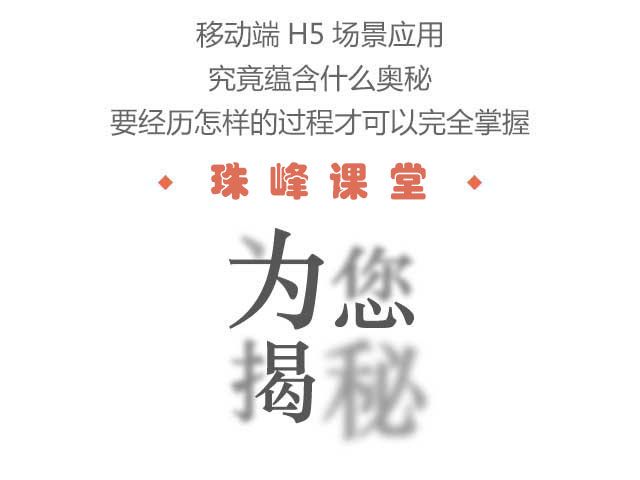 移动端 H5 场景应用
究竟蕴含什么奥秘
要经历怎样的过程才可以完全掌握
◆ 珠峰课堂 ◆
为您
揭秘